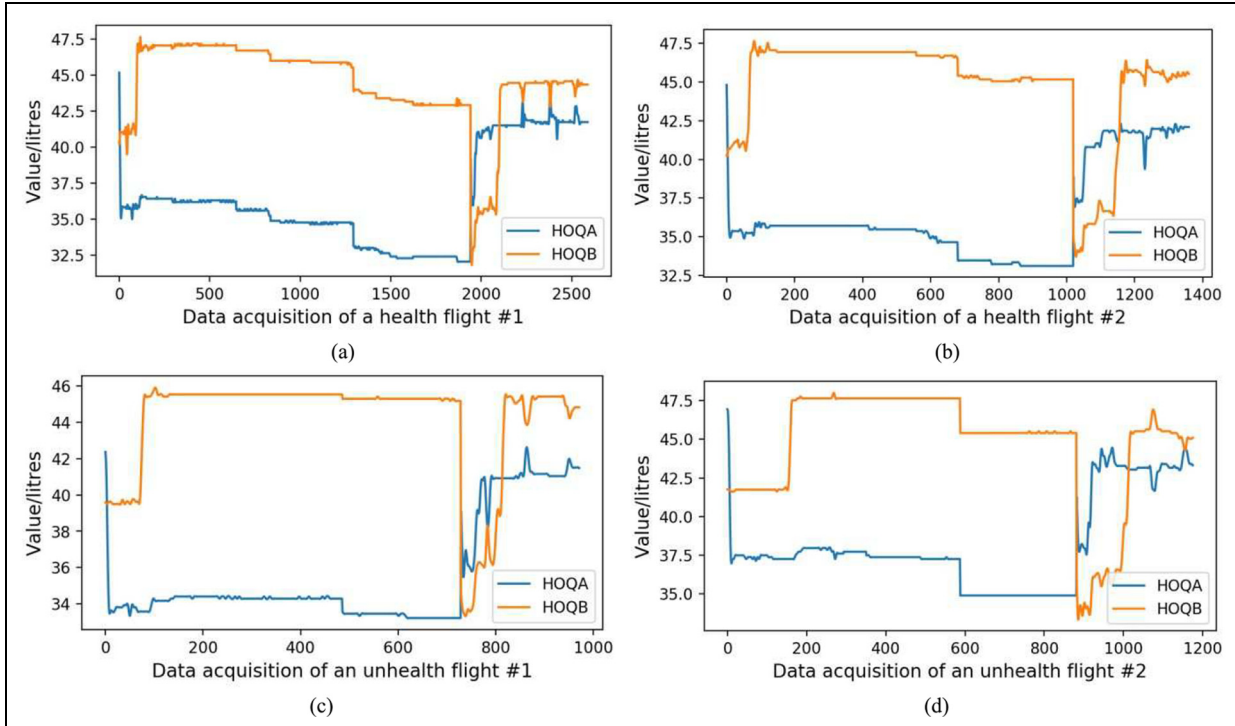 47.5
45.0
42.5
40.0
37.5
35.0
32.5
Value/litres
HOQA
HOQB
0 500 1000 1500 2000 2500
Data acquisition of a health flight #1
(a)
47.5
45.0
42.5
40.0
37.5
35.0
32.5
Value/litres
HOQA
HOQB
0 200 400 600 800 1000 1200 1400
Data acquisition of a health flight #2
(b)
46
44
42
40
38
36
34
Value/litres
HOQA
HOQB
0 200 400 600 800 1000
Data acquisition of an unhealth flight #1
(c)
47.5
45.0
42.5
40.0
37.5
35.0
Value/litres
HOQA
HOQB
0 200 400 600 800 1000 1200
Data acquisition of an unhealth flight #2
(d)